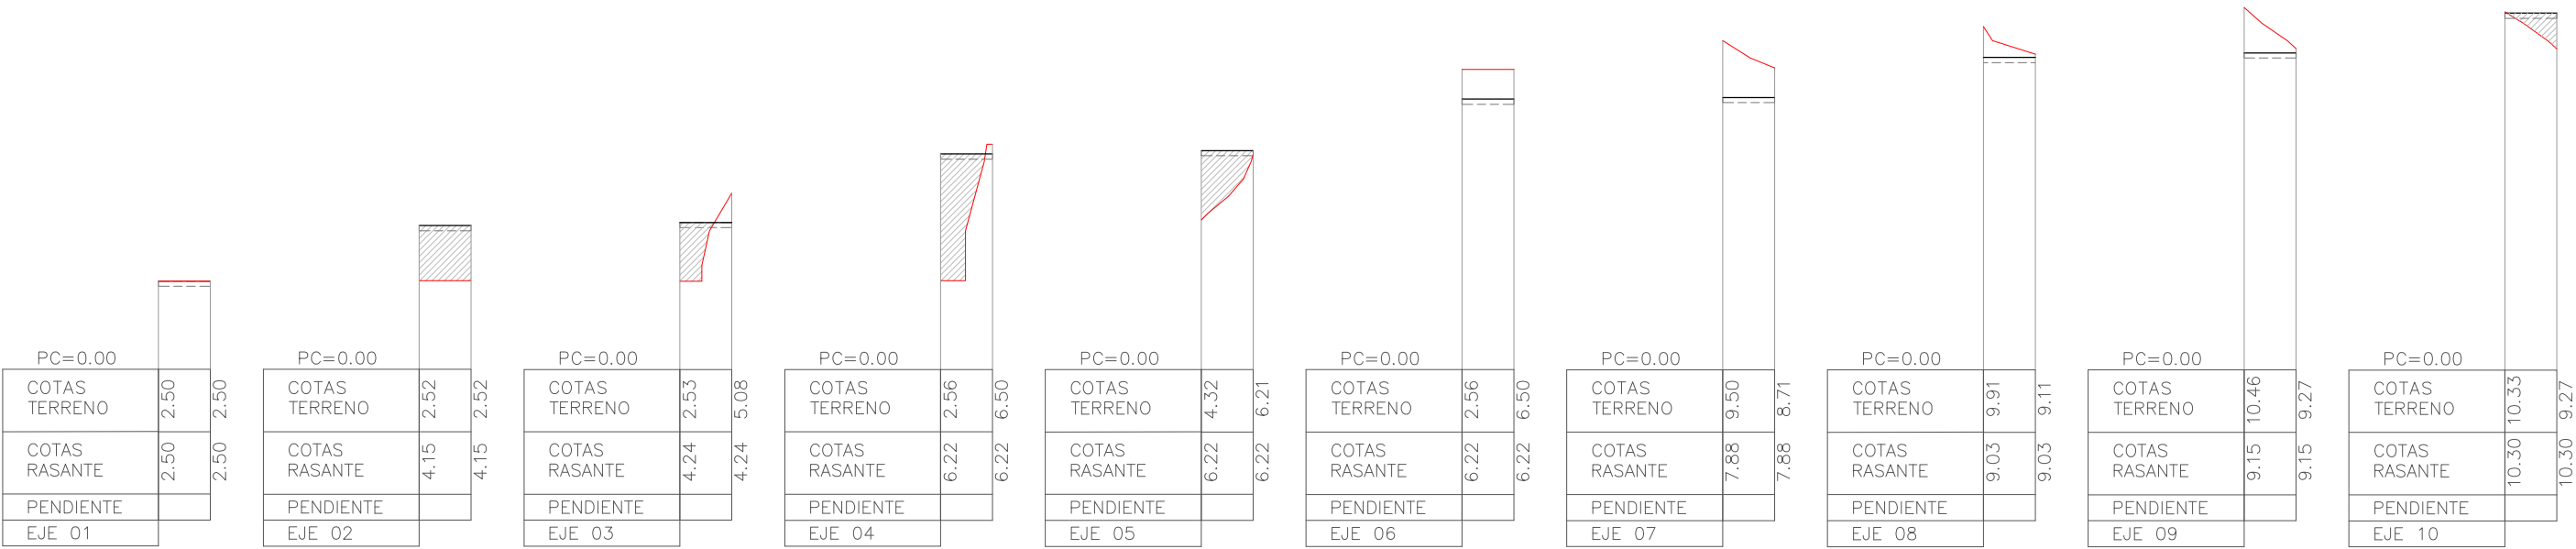 PC=0.00
COTAS TERRENO 2.50 2.50
COTAS RASANTE 2.50 2.50
PENDIENTE
EJE 01
PC=0.00
COTAS TERRENO 2.52 2.52
COTAS RASANTE 4.15 4.15
PENDIENTE
EJE 02
PC=0.00
COTAS TERRENO 2.53 5.08
COTAS RASANTE 4.24 4.24
PENDIENTE
EJE 03
PC=0.00
COTAS TERRENO 2.56 6.50
COTAS RASANTE 6.22 6.22
PENDIENTE
EJE 04
PC=0.00
COTAS TERRENO 4.32 6.21
COTAS RASANTE 6.22 6.22
PENDIENTE
EJE 05
PC=0.00
COTAS TERRENO 2.56 6.50
COTAS RASANTE 6.22 6.22
PENDIENTE
EJE 06
PC=0.00
COTAS TERRENO 9.50 8.71
COTAS RASANTE 7.88 7.88
PENDIENTE
EJE 07
PC=0.00
COTAS TERRENO 9.91 9.11
COTAS RASANTE 9.03 9.03
PENDIENTE
EJE 08
PC=0.00
COTAS TERRENO 10.46 9.27
COTAS RASANTE 9.15 9.15
PENDIENTE
EJE 09
PC=0.00
COTAS TERRENO 10.33 9.27
COTAS RASANTE 10.30 10.30
PENDIENTE
EJE 10